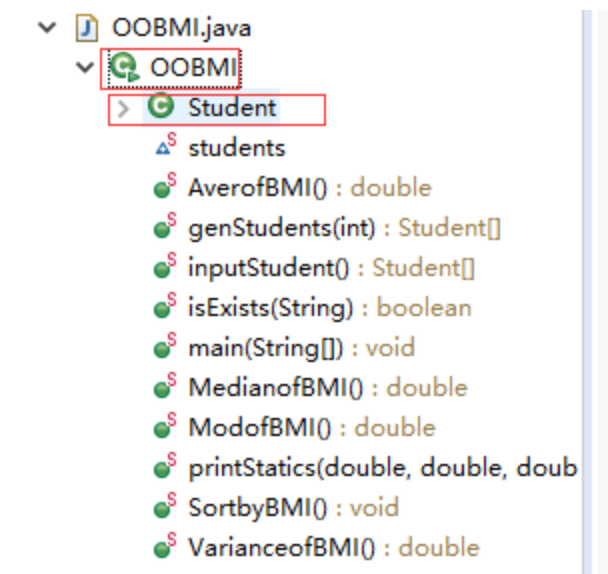 OOBMI.java
OOBMI
Student
students
AverofBMI() : double
genStudents(int) : Student[]
inputStudent() : Student[]
isExists(String) : boolean
main(String[]) : void
MedianofBMI() : double
ModofBMI() : double
printStatics(double, double, doub
SortbyBMI() : void
VarianceofBMI() : double